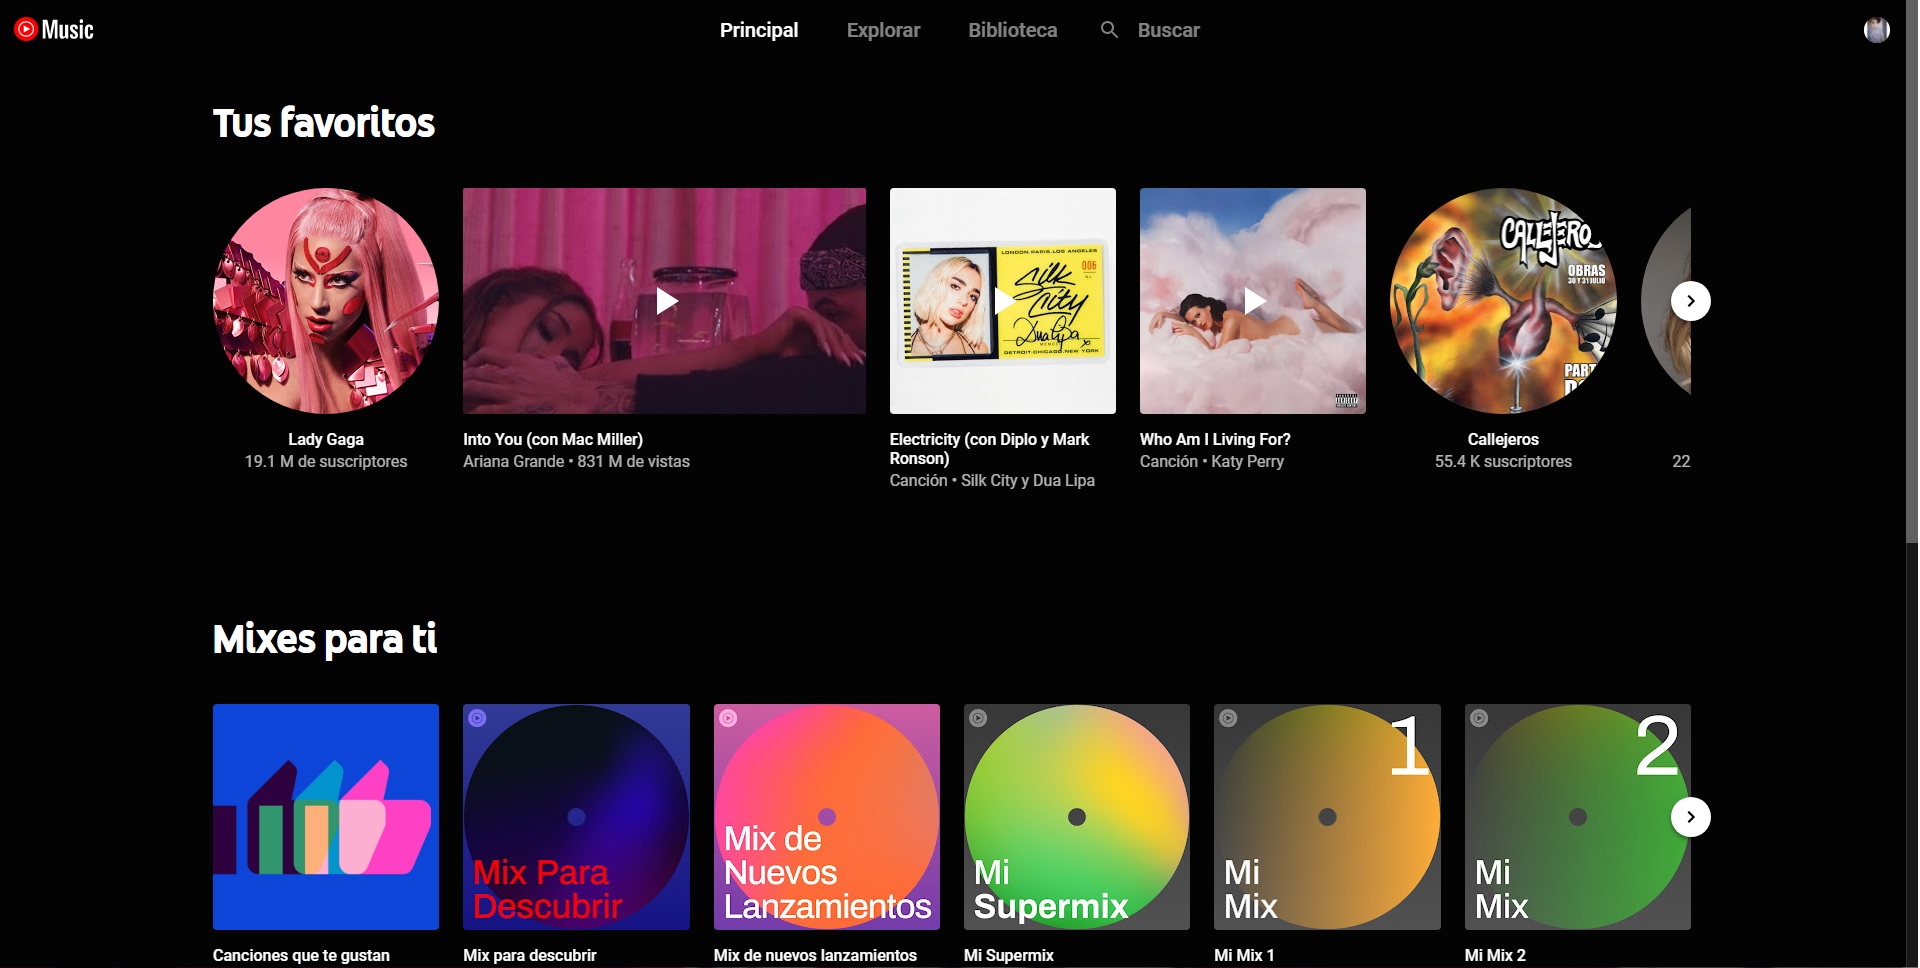 Music
Principal
Explorar
Biblioteca
Buscar
Tus favoritos
LONDON.PARIS.LOS ANGELES
006
Silk
City
Dua Lipa
DETROIT.CHICAGO.NEW YORK
CALLEJERO
OBRAS
30 Y 31 JULIO
PART
Lady Gaga
19.1 M de suscriptores
Into You (con Mac Miller)
Ariana Grande • 831 M de vistas
Electricity (con Diplo y Mark
Ronson)
Canción • Silk City y Dua Lipa
Who Am I Living For?
Canción • Katy Perry
Callejeros
55.4 K suscriptores
22
Mixes para ti
Mix Para
Descubrir
Mix de
Nuevos
Lanzamientos
Mi
Supermix
1
Mi
Mix
2
Mi
Mix
Canciones que te gustan
Mix para descubrir
Mix de nuevos lanzamientos
Mi Supermix
Mi Mix 1
Mi Mix 2